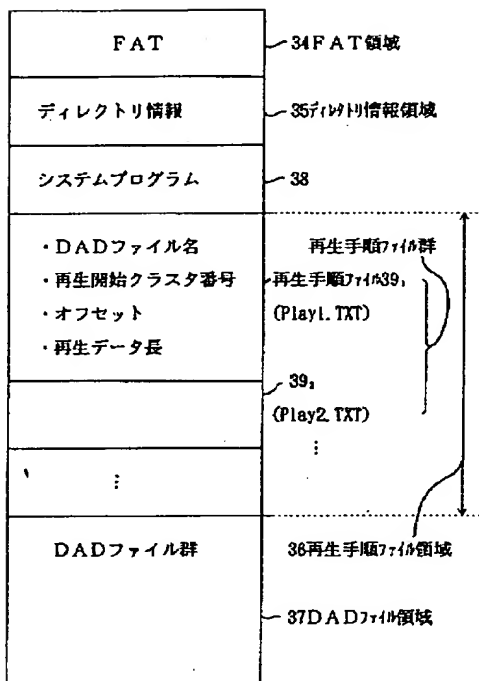 FAT
34FAT領域
ディレクトリ情報
35ディレクトリ情報領域
システムプログラム
38
・DADファイル名
・再生開始クラスタ番号
・オフセット
・再生データ長
再生手順ファイル群
再生手順ファイル39₁
(Play1.TXT)
39₂
(Play2.TXT)
⋮
⋮
DADファイル群
36再生手順ファイル領域
37DADファイル領域